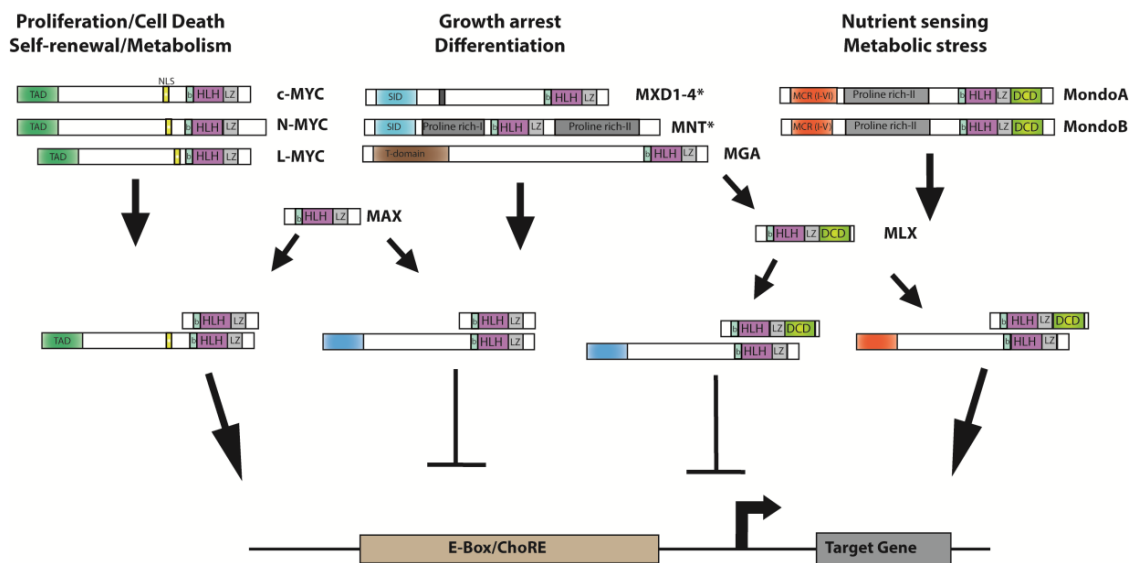 Proliferation/Cell Death
Self-renewal/Metabolism
Growth arrest
Differentiation
Nutrient sensing
Metabolic stress
TAD NLS b HLH LZ c-MYC
TAD b HLH LZ N-MYC
TAD b HLH LZ L-MYC
SID b HLH LZ MXD1-4*
SID Proline rich-I b HLH LZ Proline rich-II MNT*
T-domain b HLH LZ MGA
MCR (I-VI) Proline rich-II b HLH LZ DCD MondoA
MCR (I-V) Proline rich-II b HLH LZ DCD MondoB
b HLH LZ MAX
b HLH LZ DCD MLX
b HLH LZ
TAD b HLH LZ
b HLH LZ
b HLH LZ
b HLH LZ DCD
b HLH LZ
b HLH LZ DCD
b HLH LZ
E-Box/ChoRE
Target Gene